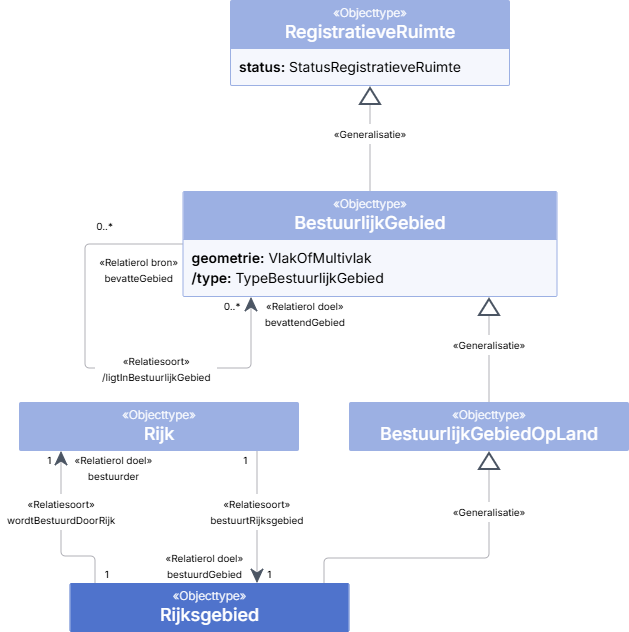 «Objecttype»
RegistratieveRuimte
status: StatusRegistratieveRuimte
«Generalisatie»
«Objecttype»
BestuurlijkGebied
geometrie: VlakOfMultivlak
/type: TypeBestuurlijkGebied
0..*
«Relatierol bron»
bevatteGebied
0..*
«Relatierol doel»
bevattendGebied
«Generalisatie»
«Relatiesoort»
/ligtInBestuurlijkGebied
«Objecttype»
Rijk
«Objecttype»
BestuurlijkGebiedOpLand
1
«Relatierol doel»
bestuurder
1
«Relatiesoort»
wordtBestuurdDoorRijk
«Relatiesoort»
bestuurtRijksgebied
«Generalisatie»
«Relatierol doel»
bestuurdGebied
1
1
«Objecttype»
Rijksgebied